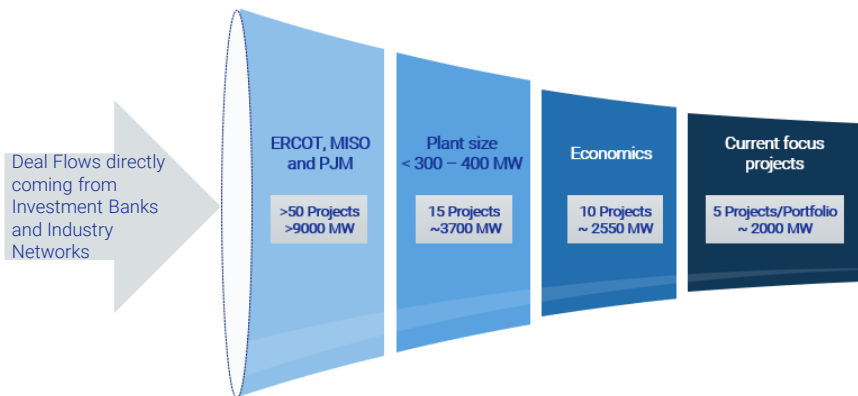 Deal Flows directly
coming from
Investment Banks
and Industry
Networks
ERCOT, MISO
and PJM
>50 Projects
>9000 MW
Plant size
< 300 – 400 MW
15 Projects
~3700 MW
Economics
10 Projects
~ 2550 MW
Current focus
projects
5 Projects/Portfolio
~ 2000 MW